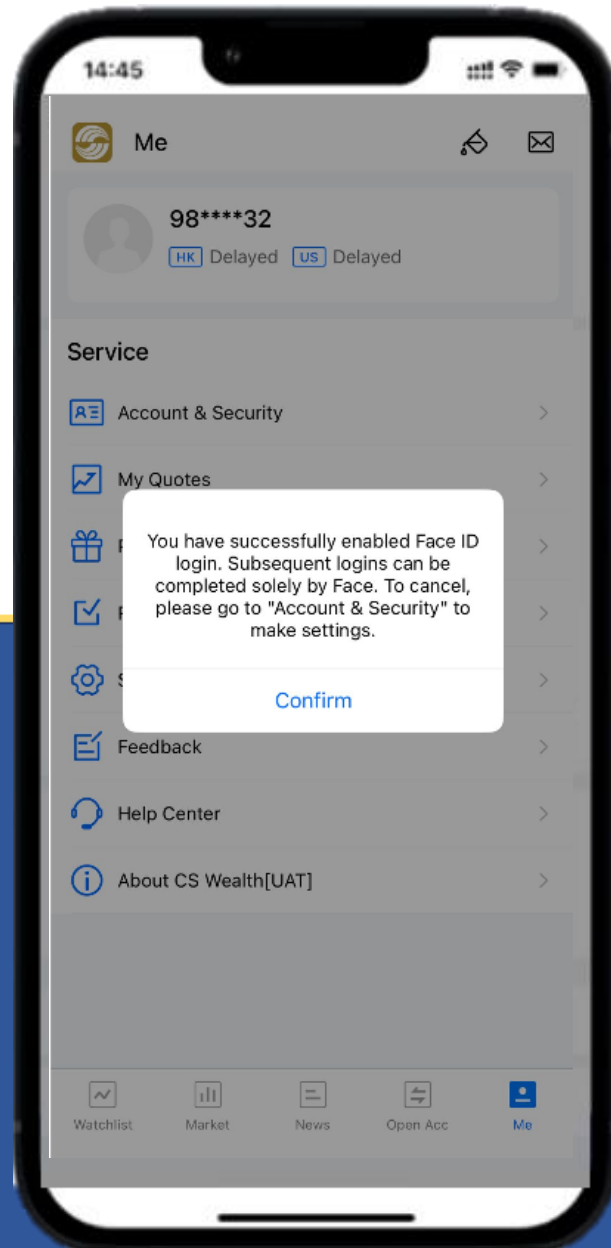 14:45
Me
98****32
HK Delayed US Delayed
Service
Account & Security
My Quotes
You have successfully enabled Face ID
login. Subsequent logins can be
completed solely by Face. To cancel,
please go to "Account & Security" to
make settings.
Confirm
Feedback
Help Center
About CS Wealth[UAT]
Watchlist Market News Open Acc Me